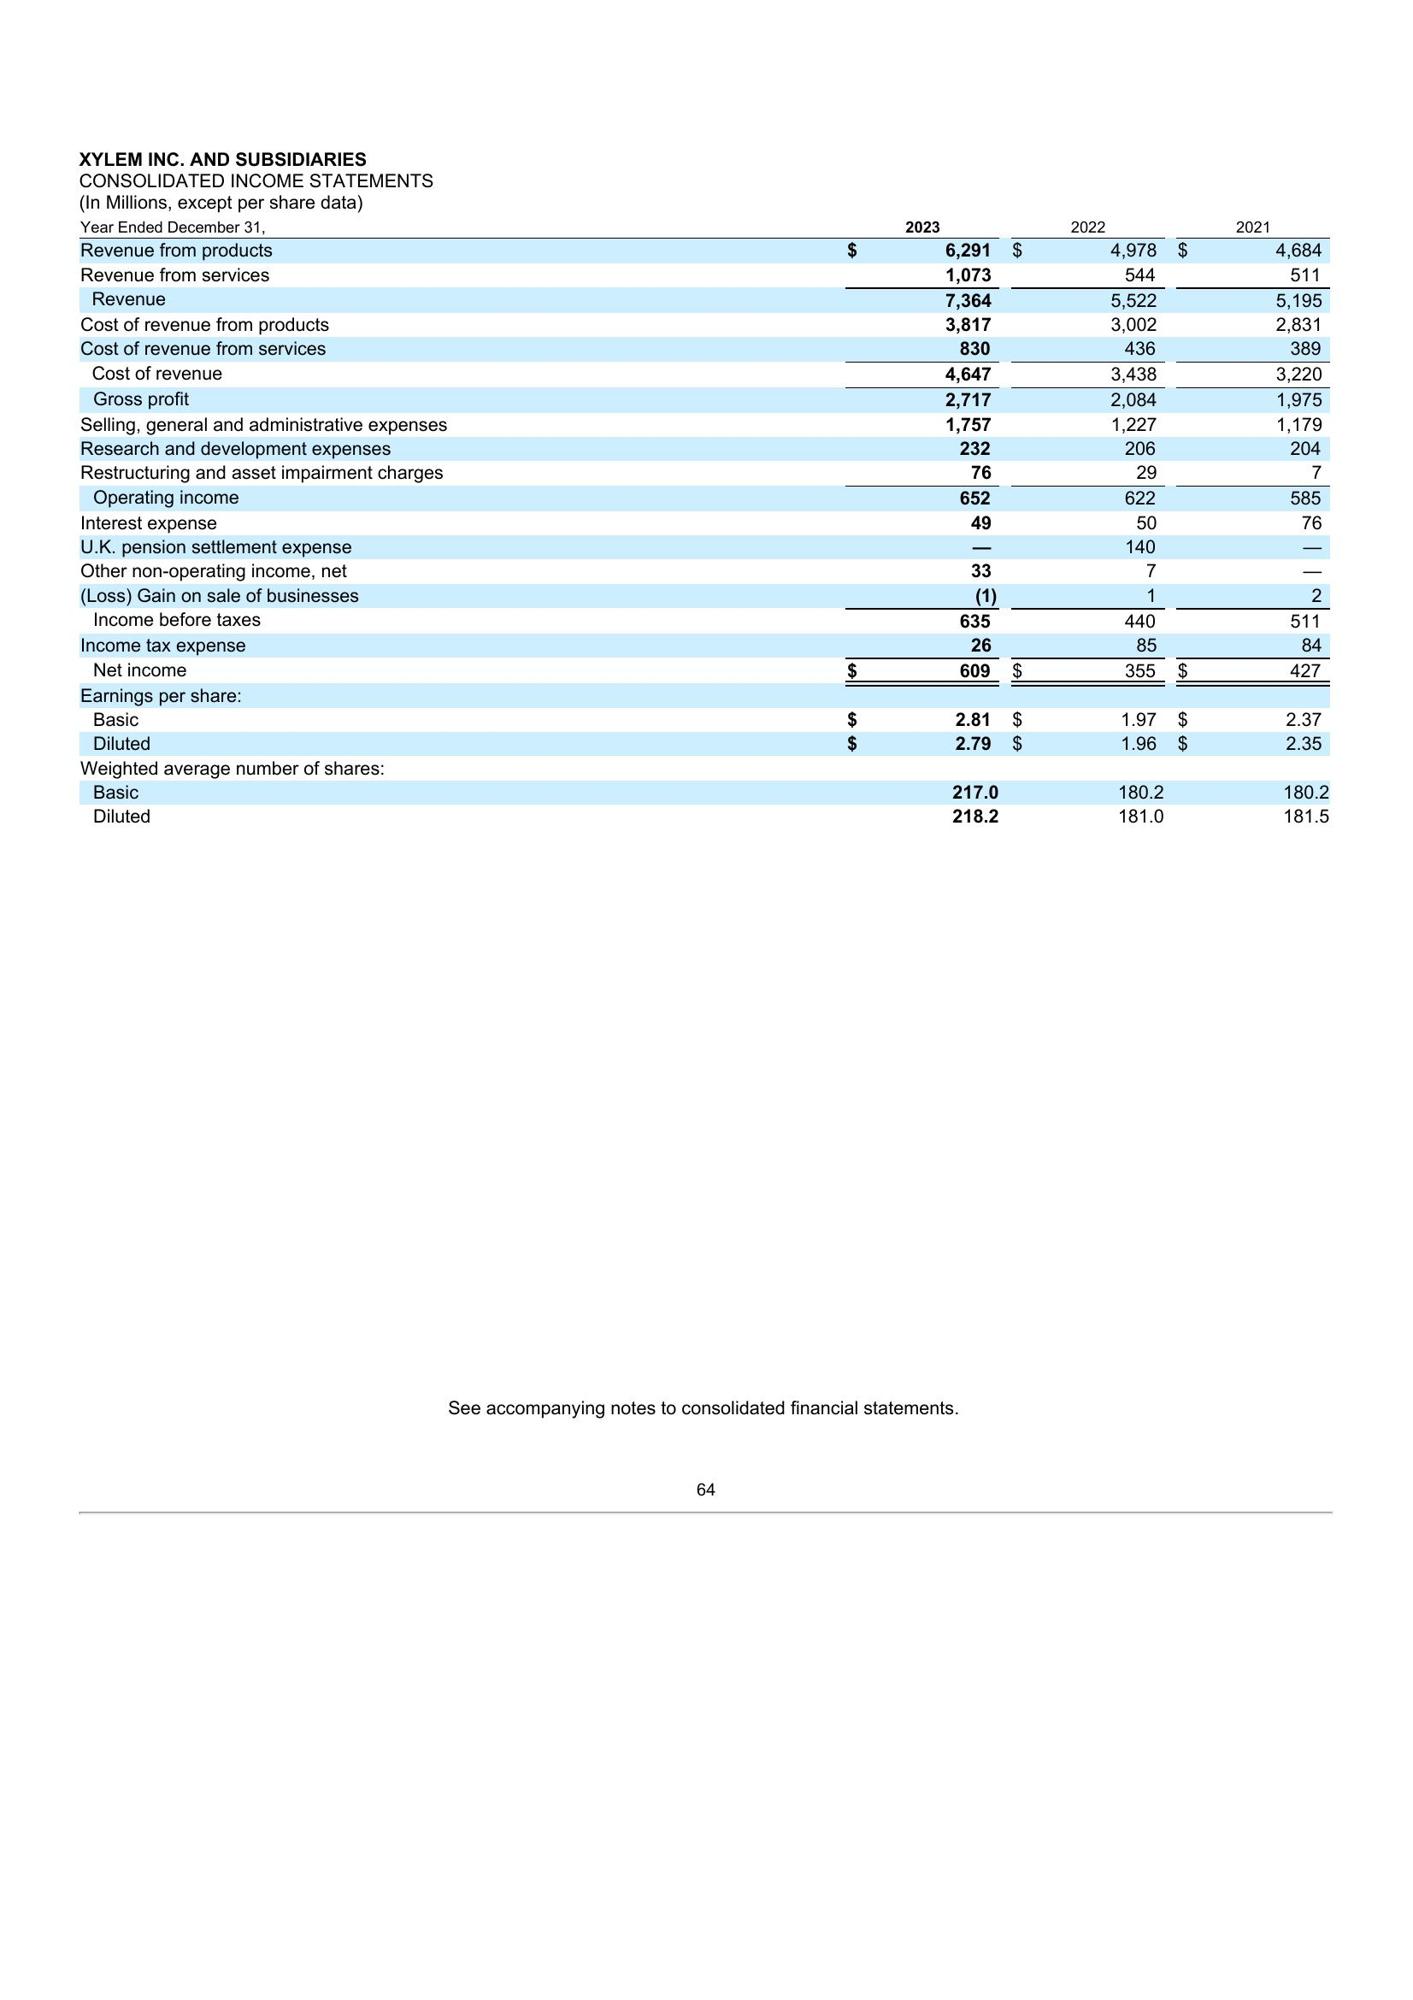 XYLEM INC. AND SUBSIDIARIES
CONSOLIDATED INCOME STATEMENTS
(In Millions, except per share data)
Year Ended December 31, 2023 2022 2021
Revenue from products $ 6,291 $ 4,978 $ 4,684
Revenue from services 1,073 544 511
Revenue 7,364 5,522 5,195
Cost of revenue from products 3,817 3,002 2,831
Cost of revenue from services 830 436 389
Cost of revenue 4,647 3,438 3,220
Gross profit 2,717 2,084 1,975
Selling, general and administrative expenses 1,757 1,227 1,179
Research and development expenses 232 206 204
Restructuring and asset impairment charges 76 29 7
Operating income 652 622 585
Interest expense 49 50 76
U.K. pension settlement expense — 140 —
Other non-operating income, net 33 7 —
(Loss) Gain on sale of businesses (1) 1 2
Income before taxes 635 440 511
Income tax expense 26 85 84
Net income $ 609 $ 355 $ 427
Earnings per share:
Basic $ 2.81 $ 1.97 $ 2.37
Diluted $ 2.79 $ 1.96 $ 2.35
Weighted average number of shares:
Basic 217.0 180.2 180.2
Diluted 218.2 181.0 181.5
See accompanying notes to consolidated financial statements.
64